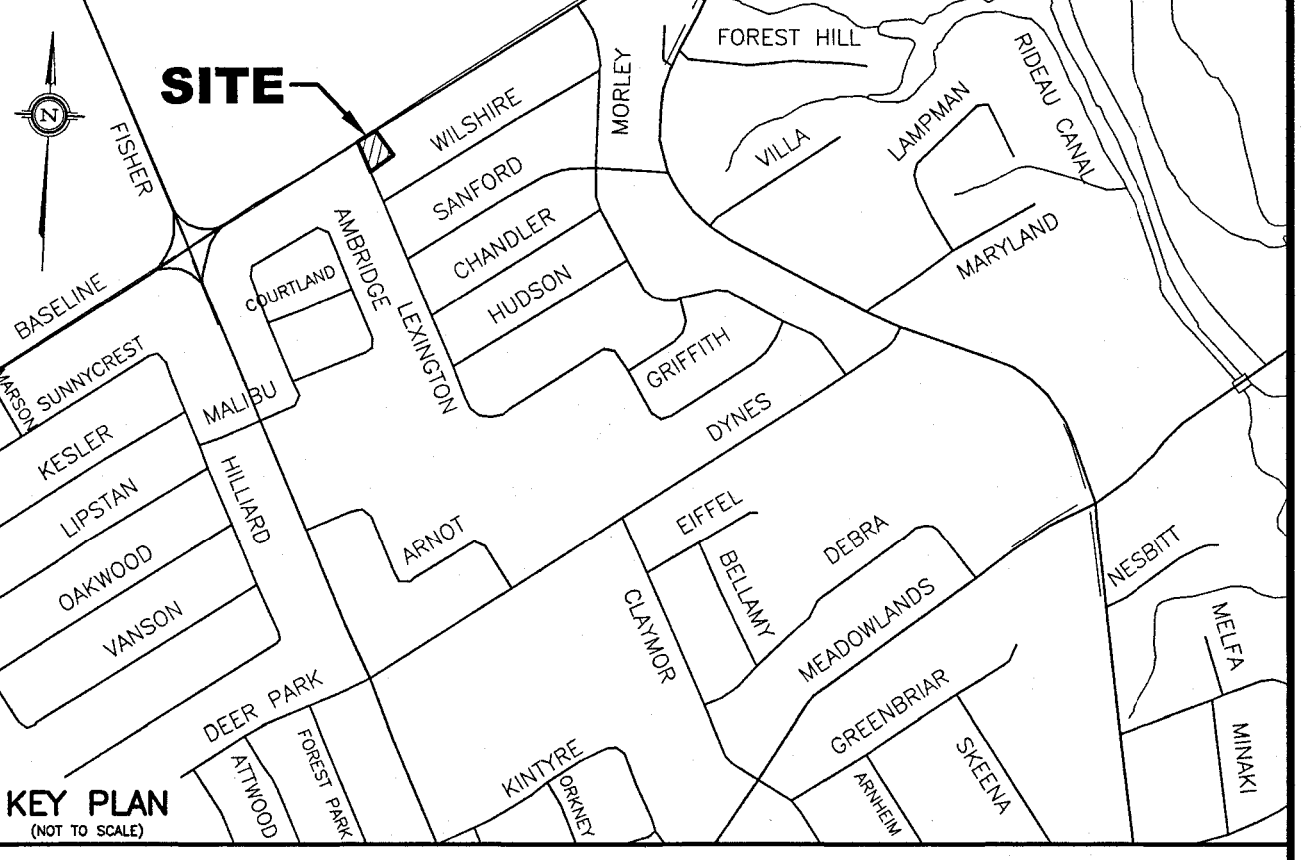 FOREST HILL
RIDEAU CANAL
SITE
MORLEY
WILSHIRE
LAMPMAN
N
FISHER
VILLA
SANFORD
AMBRIDGE
CHANDLER
MARYLAND
COURTLAND
HUDSON
BASELINE
LEXINGTON
SUNNYCREST
GRIFFITH
MARSON
MALIBU
DYNES
KESLER
HILLIARD
LIPSTAN
EIFFEL
ARNOT
DEBRA
OAKWOOD
BELLAMY
NESBITT
VANSON
CLAYMOR
MEADOWLANDS
MELFA
DEER PARK
GREENBRIAR
FOREST PARK
SKEENA
MINAKI
ATTWOOD
KINTYRE
ORKNEY
ARNHEIM
KEY PLAN
(NOT TO SCALE)